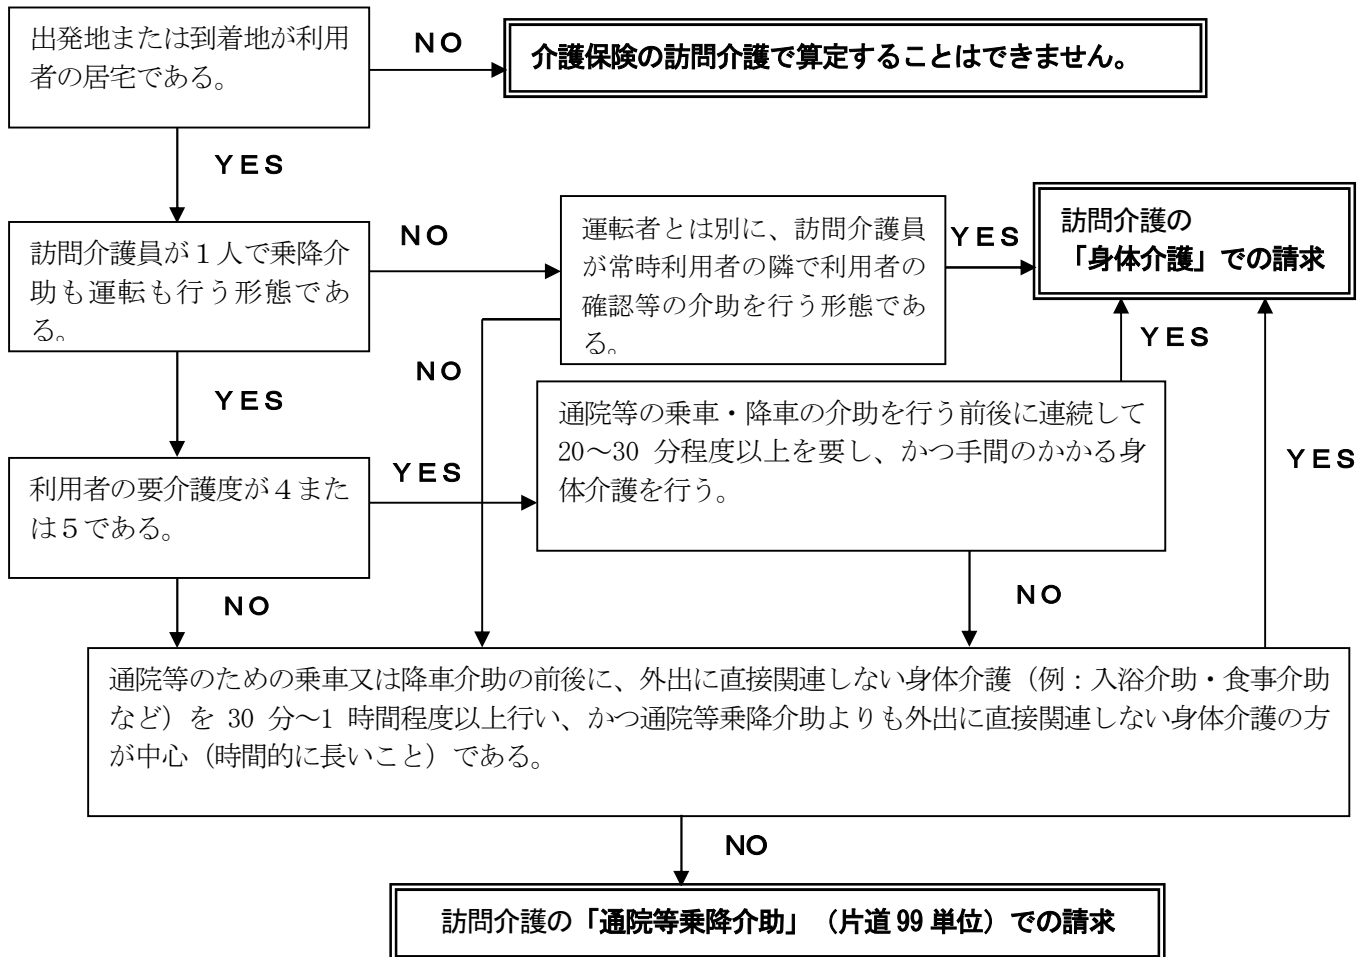 出発地または到着地が利用
者の居宅である。
NO
介護保険の訪問介護で算定することはできません。
YES
訪問介護員が１人で乗降介
助も運転も行う形態であ
る。
NO
運転者とは別に、訪問介護員
が常時利用者の隣で利用者の
確認等の介助を行う形態であ
る。
YES
訪問介護の
「身体介護」での請求
NO
YES
YES
通院等の乗車・降車の介助を行う前後に連続して
20～30 分程度以上を要し、かつ手間のかかる身
体介護を行う。
YES
利用者の要介護度が４また
は５である。
YES
NO
NO
通院等のための乗車又は降車介助の前後に、外出に直接関連しない身体介護（例：入浴介助・食事介助
など）を 30 分～1 時間程度以上行い、かつ通院等乗降介助よりも外出に直接関連しない身体介護の方
が中心（時間的に長いこと）である。
NO
訪問介護の「通院等乗降介助」（片道 99 単位）での請求